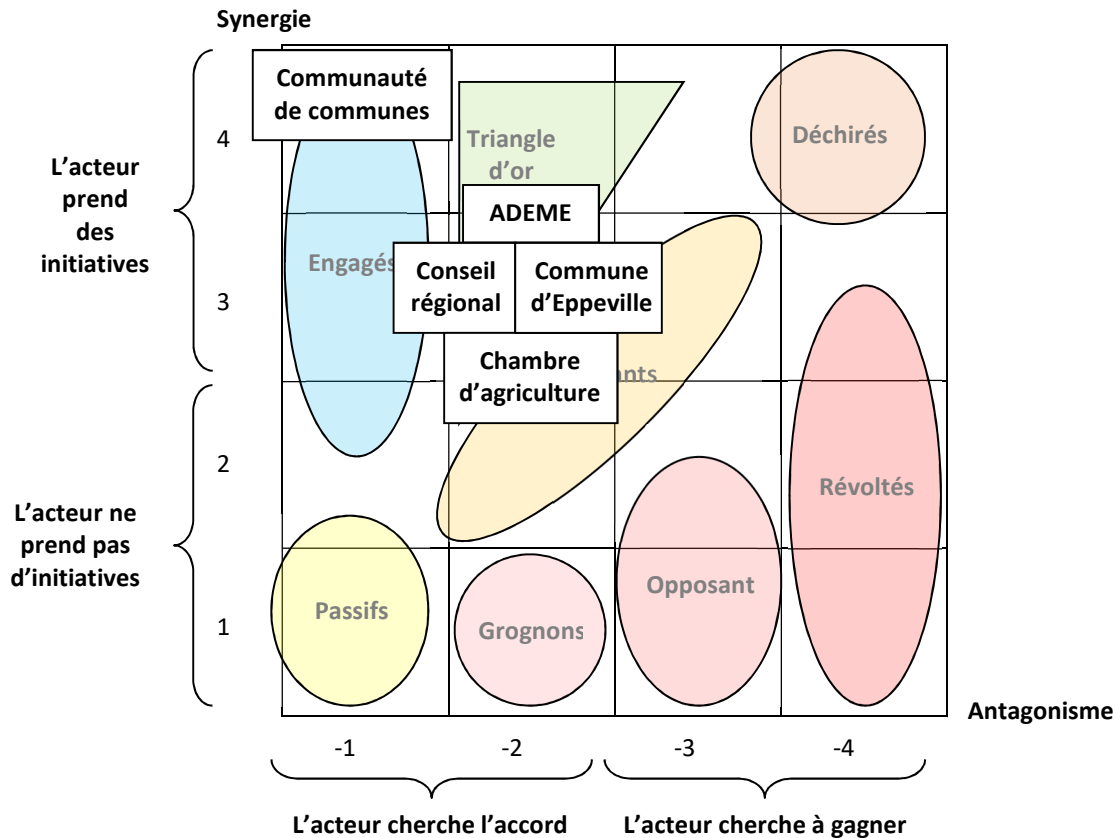 Synergie
Communauté
de communes
4
Triangle
d'or
Déchirés
L'acteur
prend
des
initiatives
ADEME
Engagés
Conseil
régional
Commune
d'Eppeville
3
Chambre
d'agriculture
ants
2
Révoltés
L'acteur ne
prend pas
d'initiatives
Passifs
Grognons
Opposant
1
Antagonisme
-1
-2
-3
-4
L'acteur cherche l'accord
L'acteur cherche à gagner